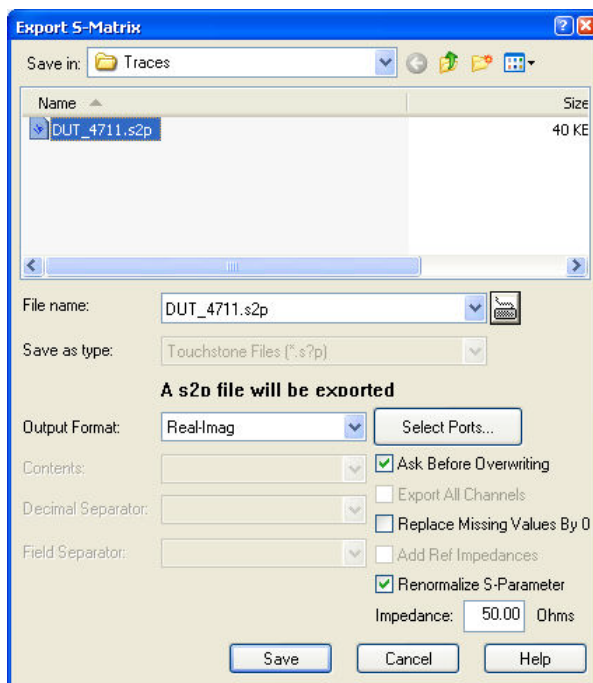 Export S-Matrix
Save in: Traces
Name Size
DUT_4711.s2p 40 KE
File name: DUT_4711.s2p
Save as type: Touchstone Files (*.s?p)
A s2p file will be exported
Output Format: Real-Imag Select Ports...
Contents: Ask Before Overwriting
Export All Channels
Decimal Separator: Replace Missing Values By 0
Field Separator: Add Ref Impedances
Renormalize S-Parameter
Impedance: 50.00 Ohms
Save Cancel Help